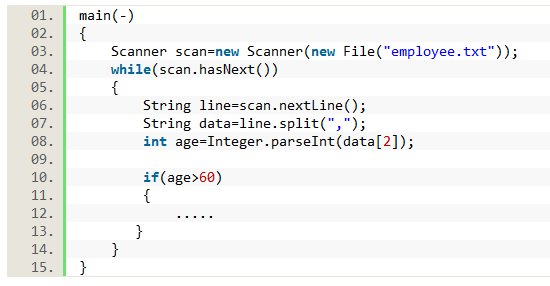 01. main(-)
02. {
03.     Scanner scan=new Scanner(new File("employee.txt"));
04.     while(scan.hasNext())
05.     {
06.         String line=scan.nextLine();
07.         String data=line.split(",");
08.         int age=Integer.parseInt(data[2]);
09.
10.         if(age>60)
11.         {
12.             .....
13.         }
14.     }
15. }